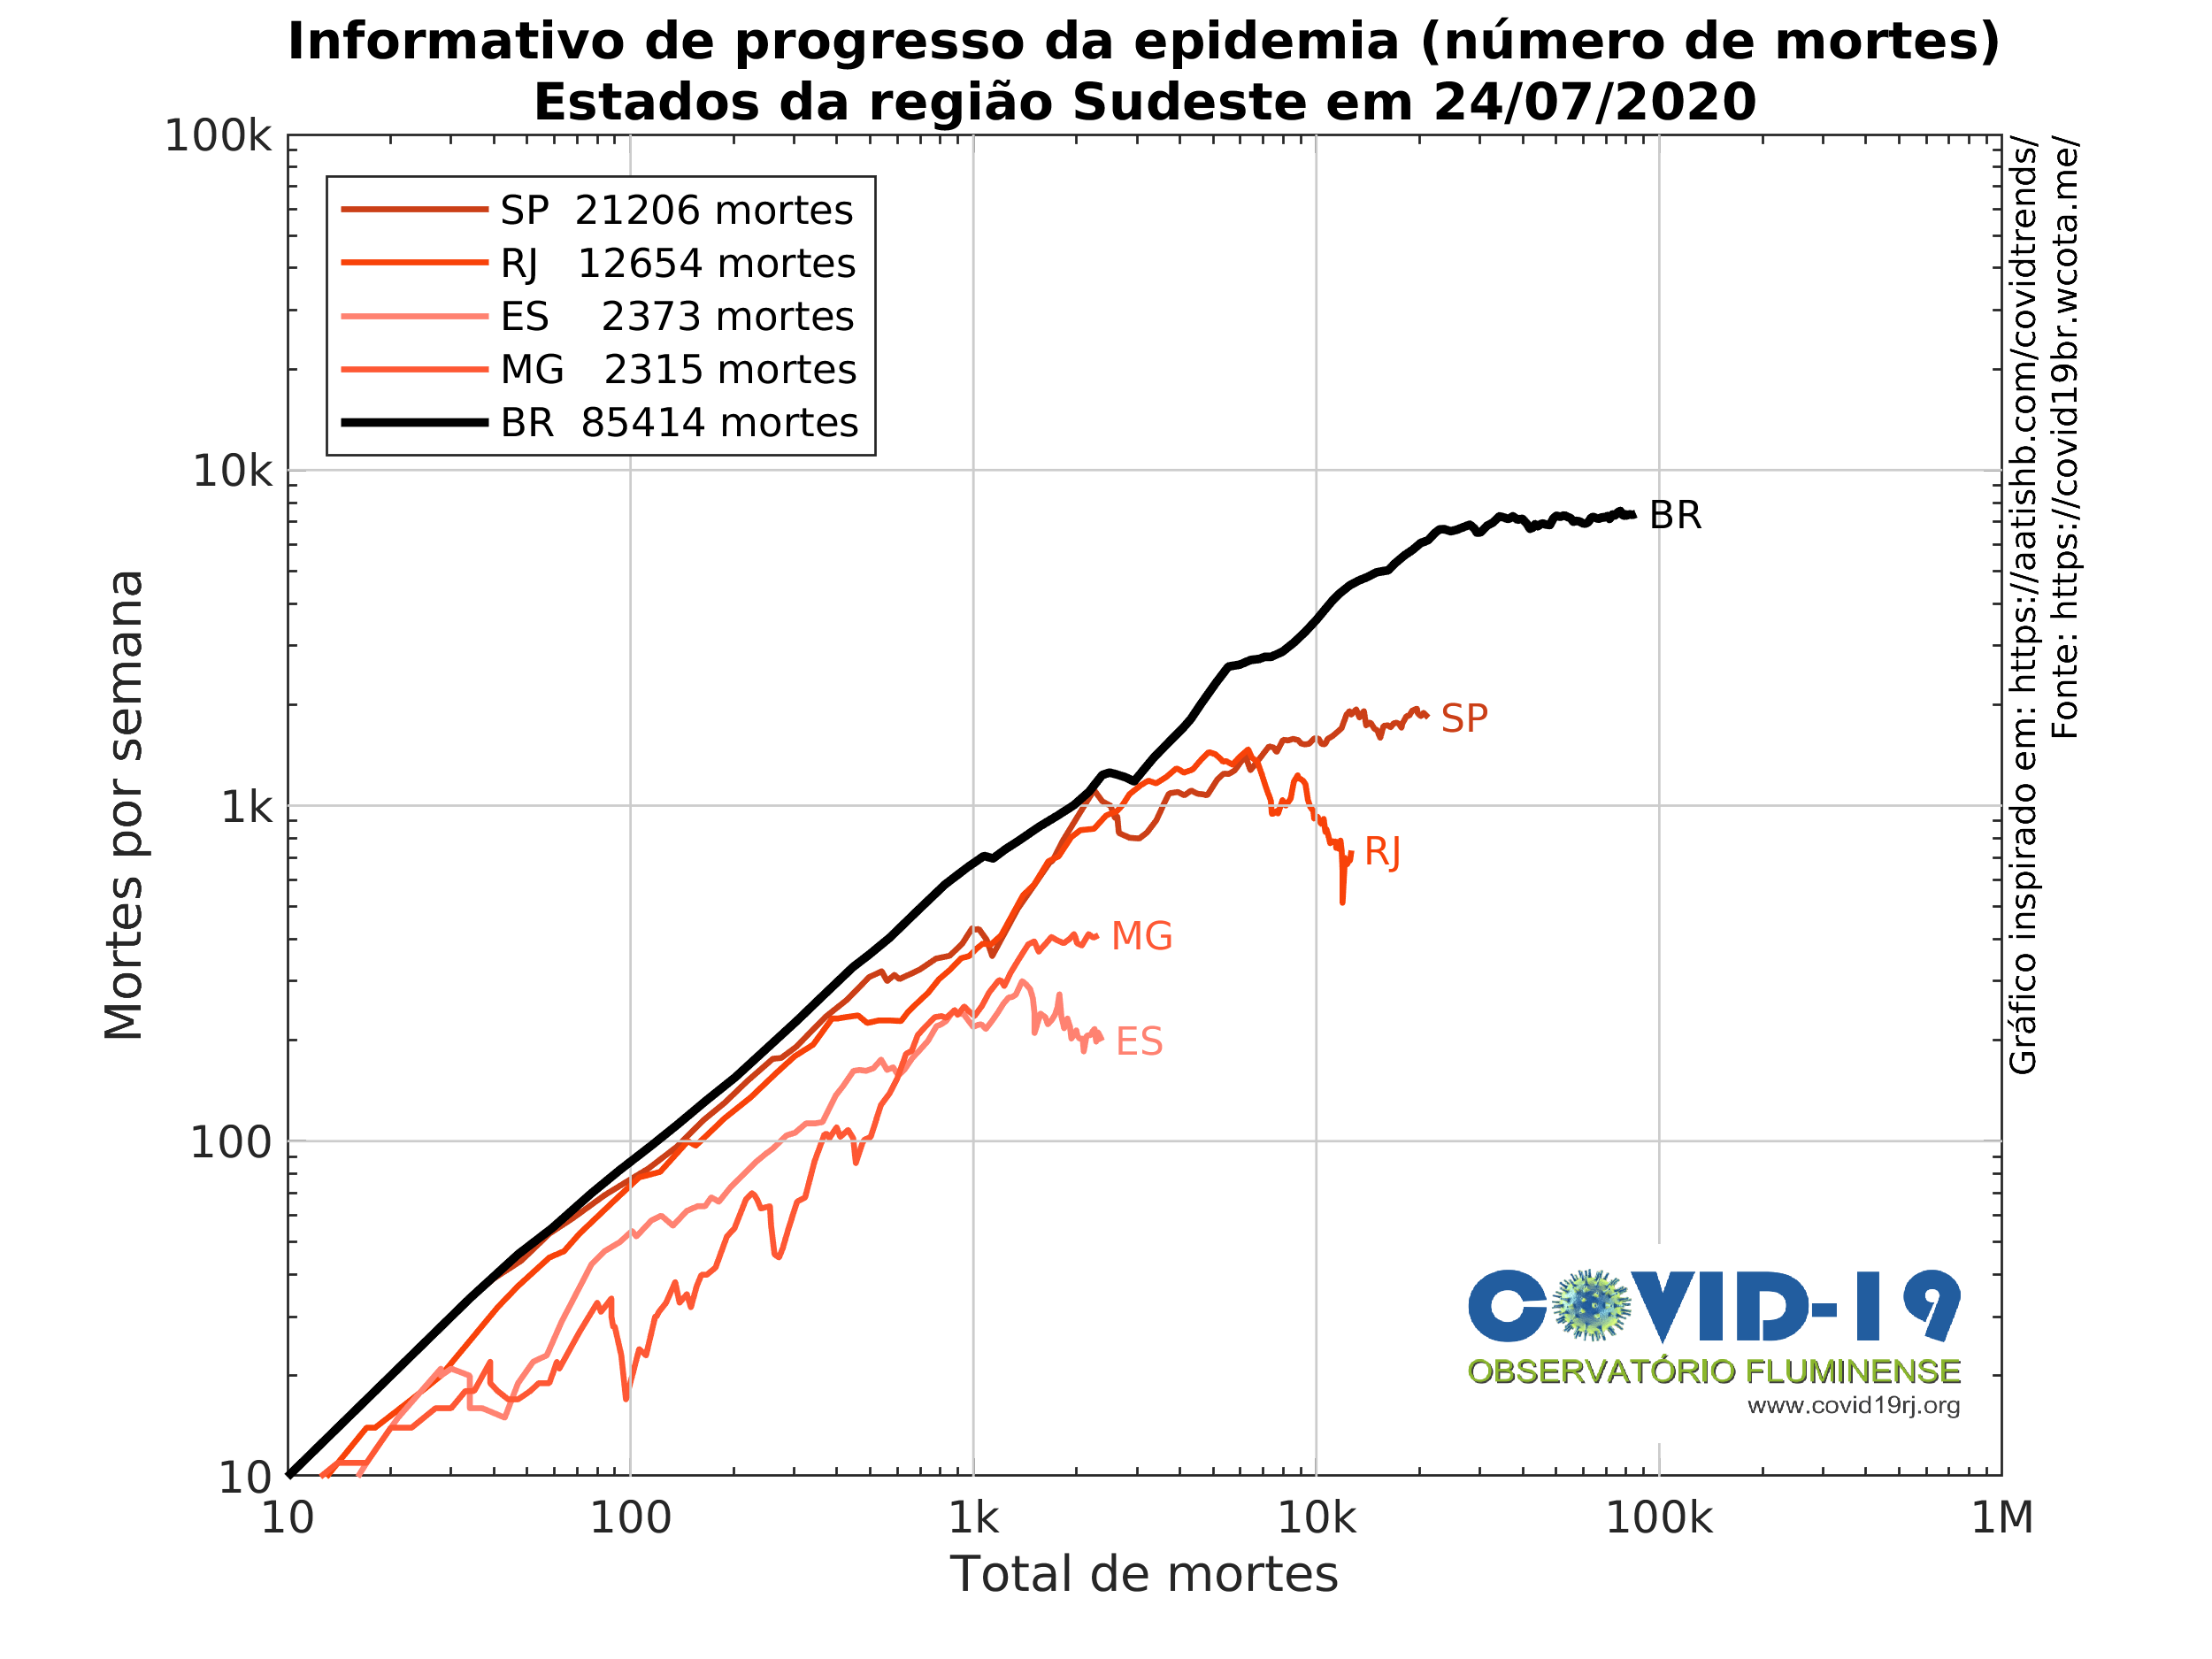 Informativo de progresso da epidemia (número de mortes)
Estados da região Sudeste em 24/07/2020
100k
10k
1k
100
10
Mortes por semana
SP 21206 mortes
RJ 12654 mortes
ES 2373 mortes
MG 2315 mortes
BR 85414 mortes
BR
SP
RJ
MG
ES
10
100
1k
10k
100k
1M
Total de mortes
Gráfico inspirado em: https://aatishb.com/covidtrends/
Fonte: https://covid19br.wcota.me/
COVID-19
OBSERVATÓRIO FLUMINENSE
www.covid19rj.org